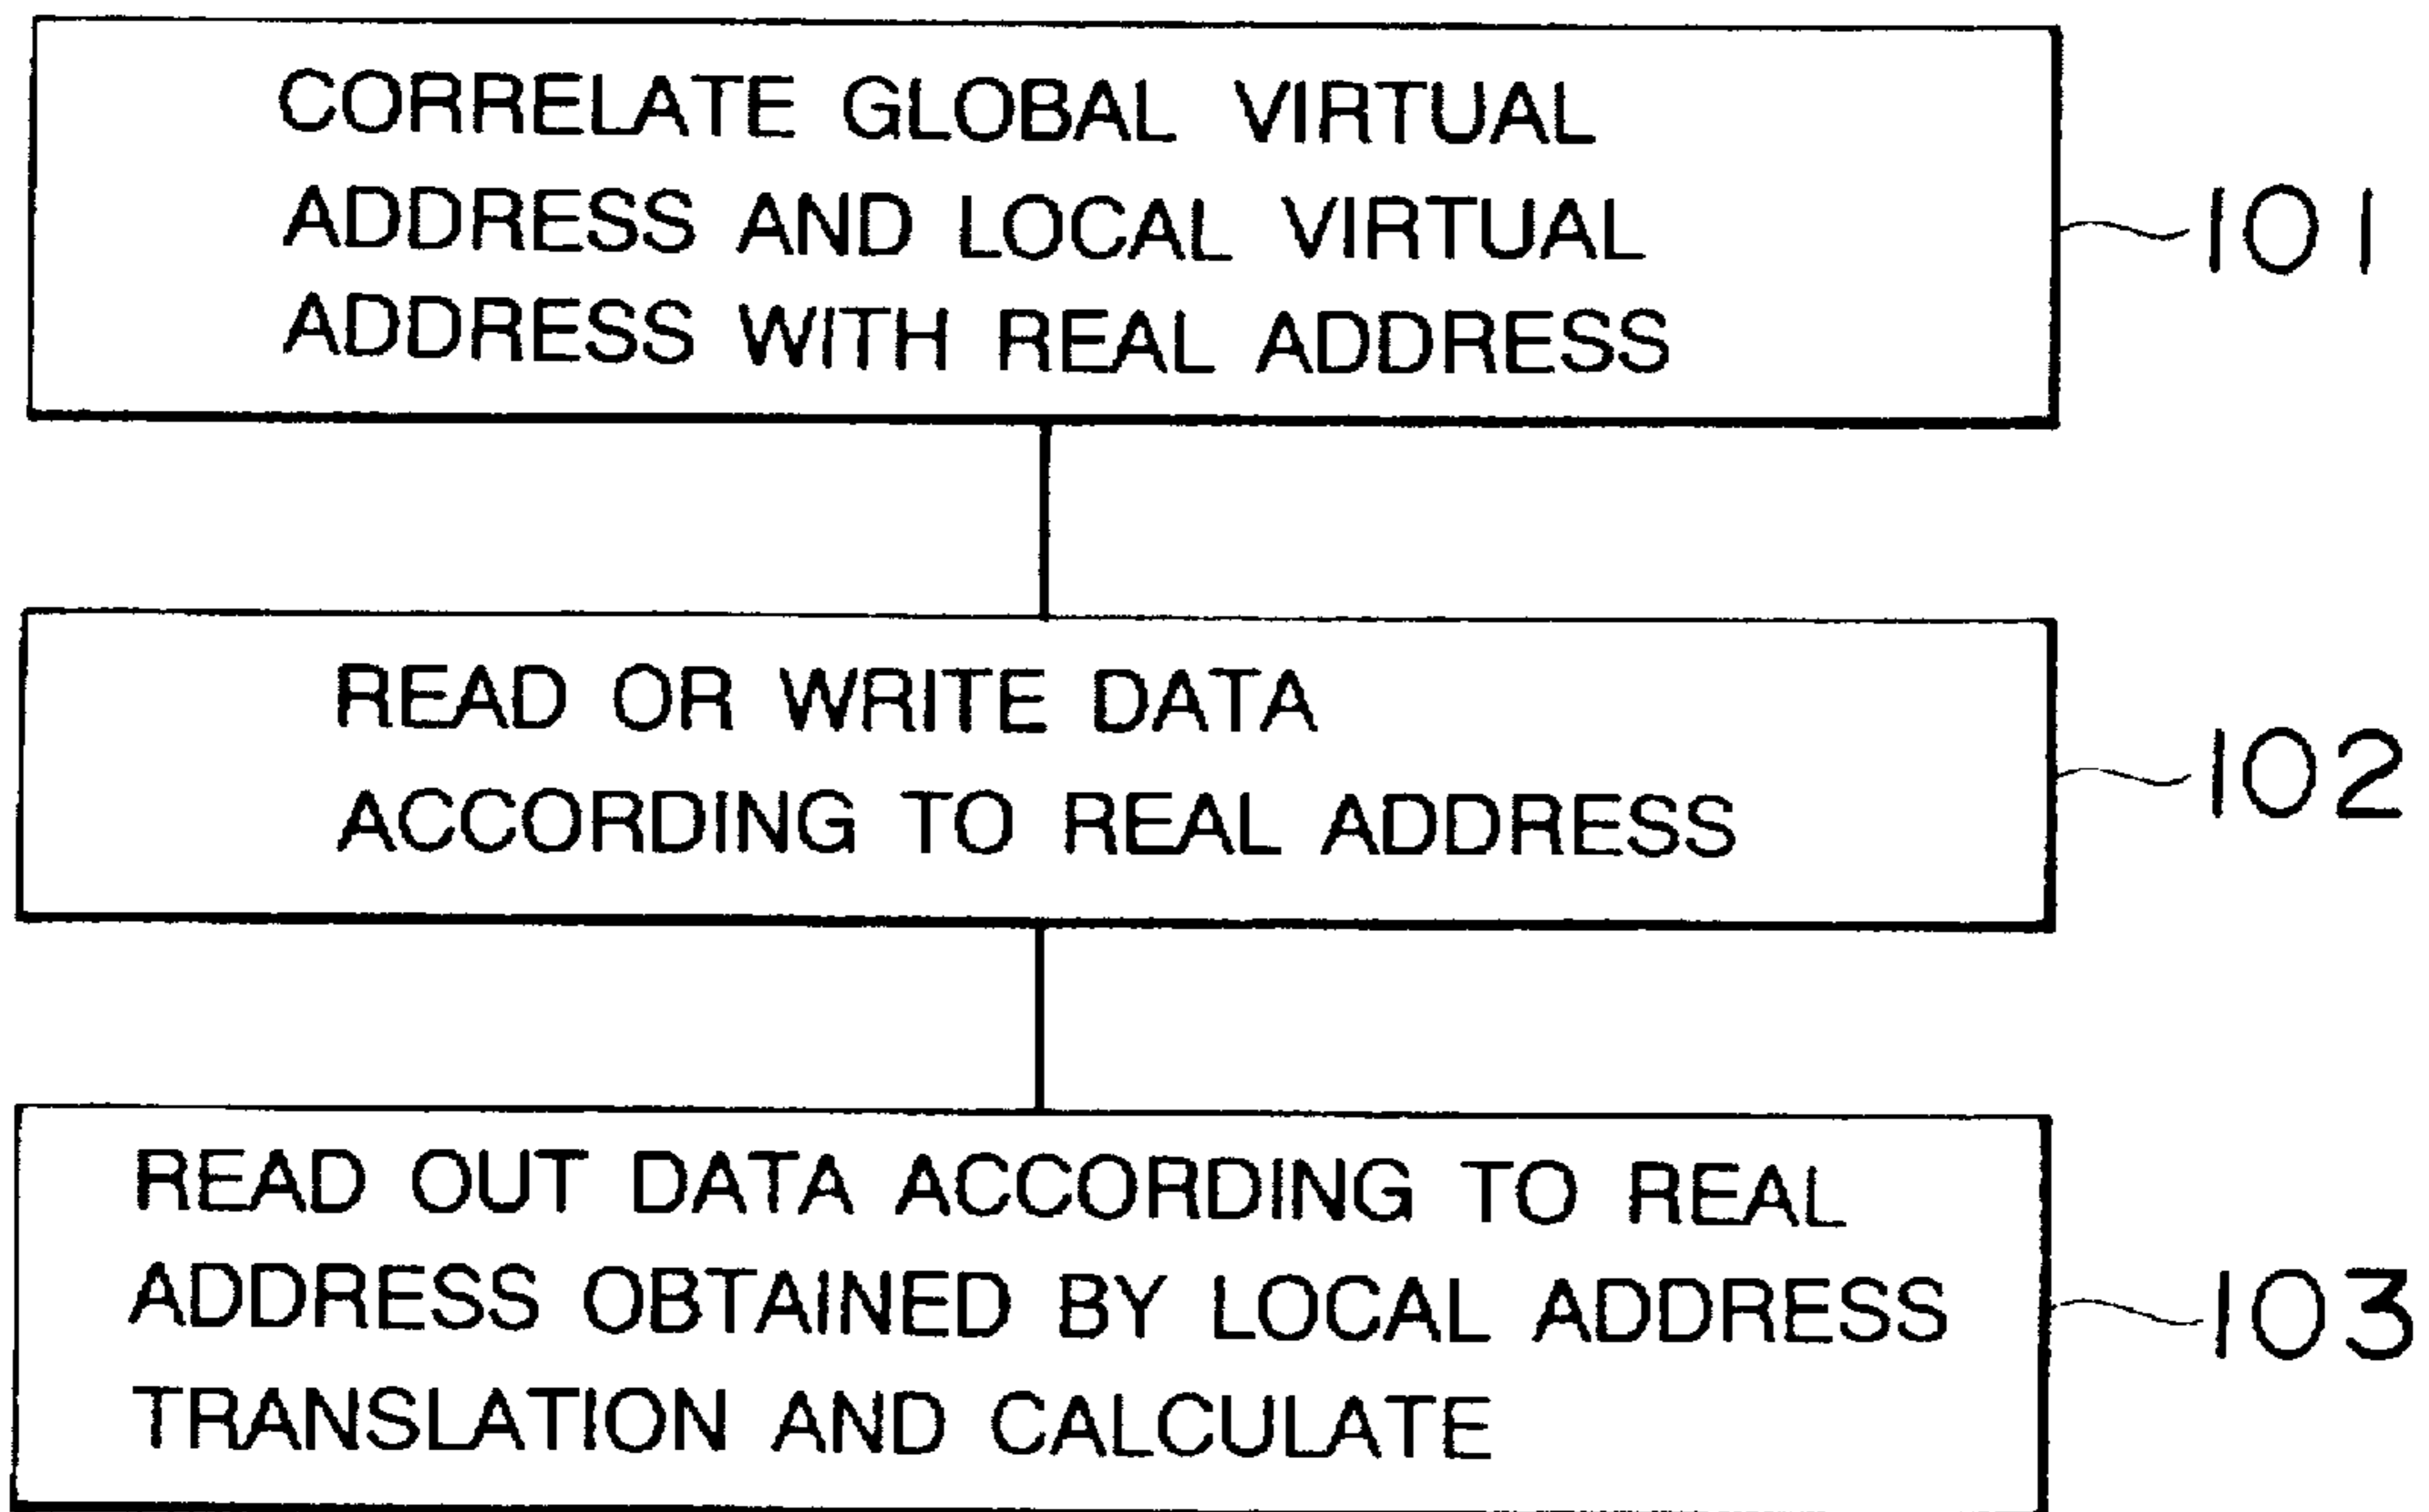 CORRELATE GLOBAL VIRTUAL
ADDRESS AND LOCAL VIRTUAL
ADDRESS WITH REAL ADDRESS
101
READ OR WRITE DATA
ACCORDING TO REAL ADDRESS
102
READ OUT DATA ACCORDING TO REAL
ADDRESS OBTAINED BY LOCAL ADDRESS
TRANSLATION AND CALCULATE
103